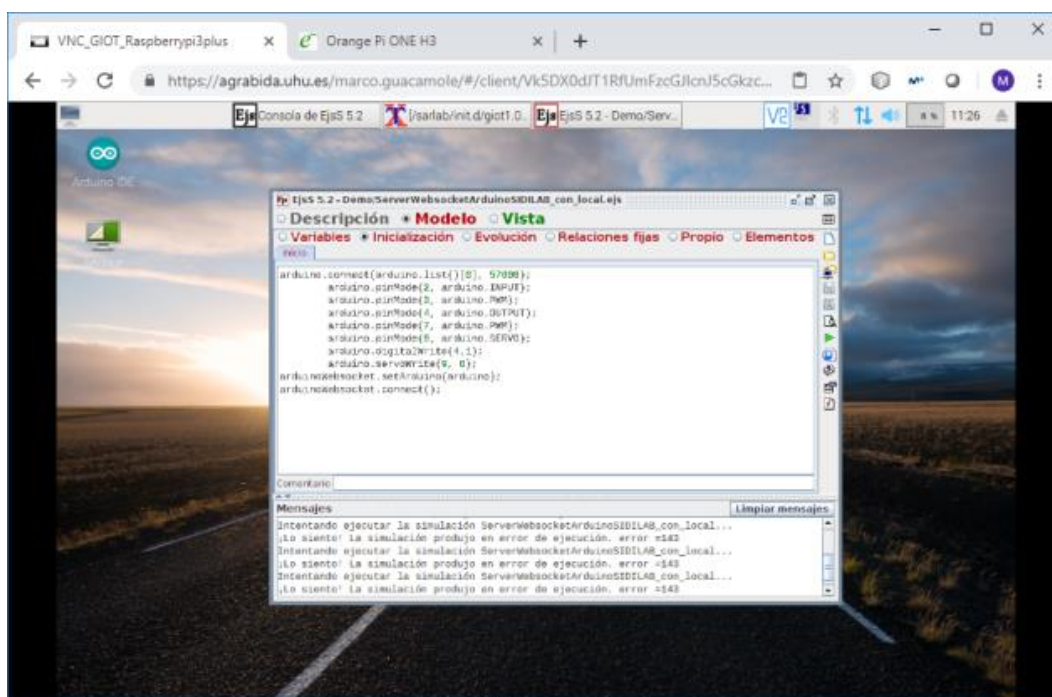 VNC_GIOT_Raspberrypi3plus
Orange Pi ONE H3
https://agrabida.uhu.es/marco.guacamole/#/client/
M
Consola de EjsS 5.2
EjsS 5.2 - Demo/Serv...
11:26
Arduino IDE
EjsS 5.2 - Demo/ServerWebsocketArduinoSIDILAB_con_local.ejs
Descripción Modelo Vista
Variables Inicialización Evolución Relaciones fijas Propio Elementos
Inicio
arduino.connect(arduino.list()[0], 57600);
arduino.pinMode(2, arduino.INPUT);
arduino.pinMode(3, arduino.PWM);
arduino.pinMode(4, arduino.OUTPUT);
arduino.pinMode(7, arduino.PWM);
arduino.pinMode(9, arduino.SERVO);
arduino.digitalWrite(4,1);
arduino.servoWrite(9, 0);
arduinoWebsocket.setArduino(arduino);
arduinoWebsocket.connect();
Comentario
Mensajes
Limpiar mensajes
Intentando ejecutar la simulación ServerWebsocketArduinoSIDILAB_con_local...
¡Lo siento! La simulación produjo en error de ejecución. error =143
Intentando ejecutar la simulación ServerWebsocketArduinoSIDILAB_con_local...
¡Lo siento! La simulación produjo en error de ejecución. error =143
Intentando ejecutar la simulación ServerWebsocketArduinoSIDILAB_con_local...
¡Lo siento! La simulación produjo en error de ejecución. error =143